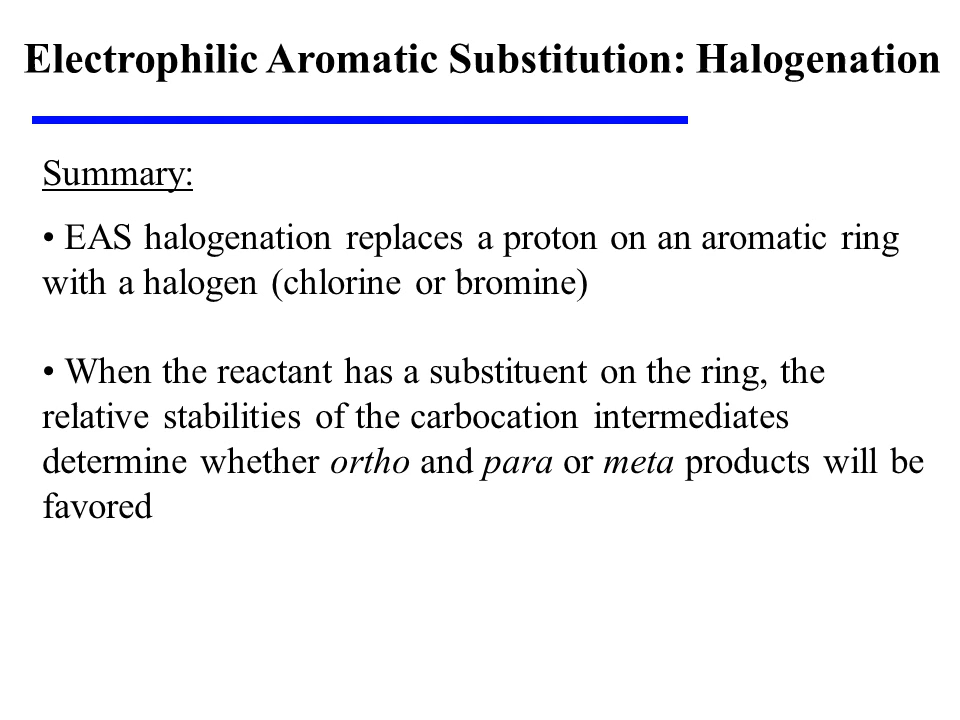 Electrophilic Aromatic Substitution: Halogenation
Summary:
• EAS halogenation replaces a proton on an aromatic ring
with a halogen (chlorine or bromine)
• When the reactant has a substituent on the ring, the
relative stabilities of the carbocation intermediates
determine whether ortho and para or meta products will be
favored